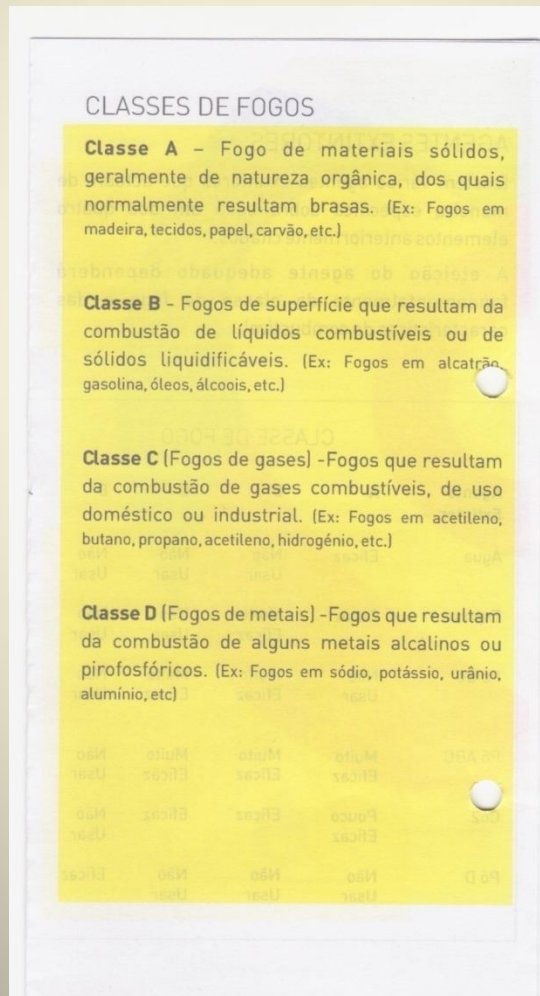 CLASSES DE FOGOS
Classe A – Fogo de materiais sólidos,
geralmente de natureza orgânica, dos quais
normalmente resultam brasas. (Ex: Fogos em
madeira, tecidos, papel, carvão, etc.)
Classe B - Fogos de superfície que resultam da
combustão de líquidos combustíveis ou de
sólidos liquidificáveis. (Ex: Fogos em alcatrão,
gasolina, óleos, álcoois, etc.)
Classe C (Fogos de gases) -Fogos que resultam
da combustão de gases combustíveis, de uso
doméstico ou industrial. (Ex: Fogos em acetileno,
butano, propano, acetileno, hidrogénio, etc.)
Classe D (Fogos de metais) -Fogos que resultam
da combustão de alguns metais alcalinos ou
pirofosfóricos. (Ex: Fogos em sódio, potássio, urânio,
alumínio, etc)